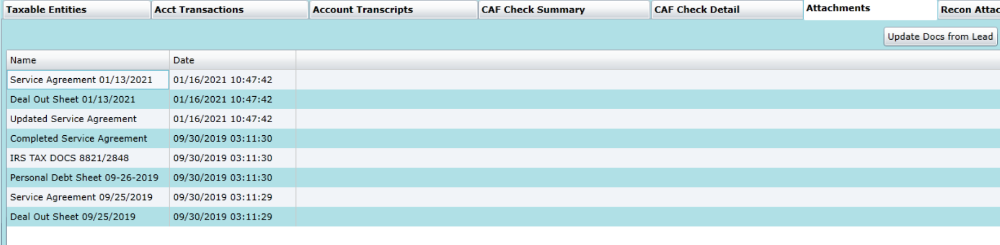 Taxable Entities Acct Transactions Account Transcripts CAF Check Summary CAF Check Detail Attachments Recon Attac
Update Docs from Lead
Name Date
Service Agreement 01/13/2021 01/16/2021 10:47:42
Deal Out Sheet 01/13/2021 01/16/2021 10:47:42
Updated Service Agreement 01/16/2021 10:47:42
Completed Service Agreement 09/30/2019 03:11:30
IRS TAX DOCS 8821/2848 09/30/2019 03:11:30
Personal Debt Sheet 09-26-2019 09/30/2019 03:11:30
Service Agreement 09/25/2019 09/30/2019 03:11:29
Deal Out Sheet 09/25/2019 09/30/2019 03:11:29